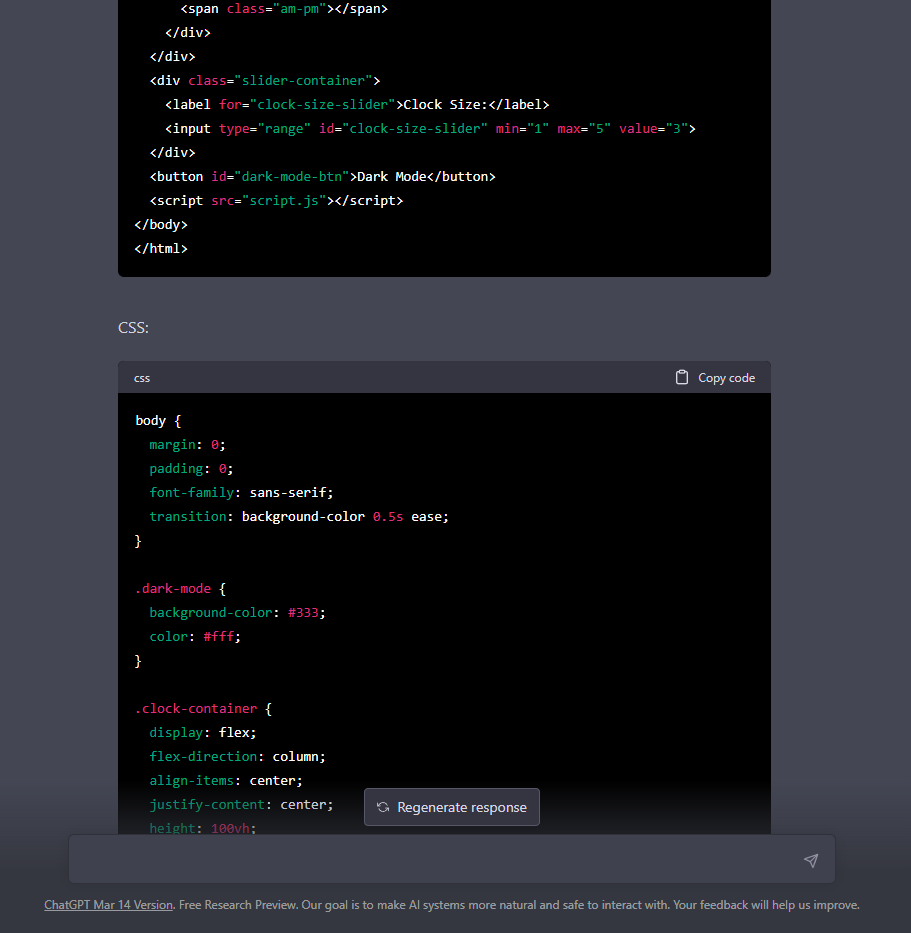 <span class="am-pm"></span>
</div>
</div>
<div class="slider-container">
<label for="clock-size-slider">Clock Size:</label>
<input type="range" id="clock-size-slider" min="1" max="5" value="3">
</div>
<button id="dark-mode-btn">Dark Mode</button>
<script src="script.js"></script>
</body>
</html>
CSS:
css Copy code
body {
margin: 0;
padding: 0;
font-family: sans-serif;
transition: background-color 0.5s ease;
}
.dark-mode {
background-color: #333;
color: #fff;
}
.clock-container {
display: flex;
flex-direction: column;
align-items: center;
justify-content: center;
height: 100vh;
Regenerate response
ChatGPT Mar 14 Version. Free Research Preview. Our goal is to make AI systems more natural and safe to interact with. Your feedback will help us improve.